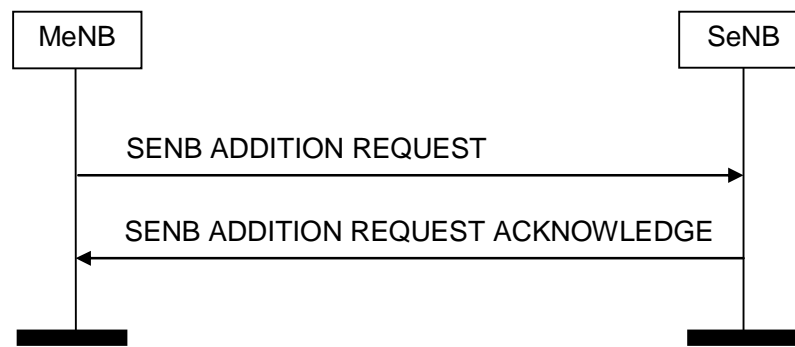 MeNB
SeNB
SENB ADDITION REQUEST
SENB ADDITION REQUEST ACKNOWLEDGE